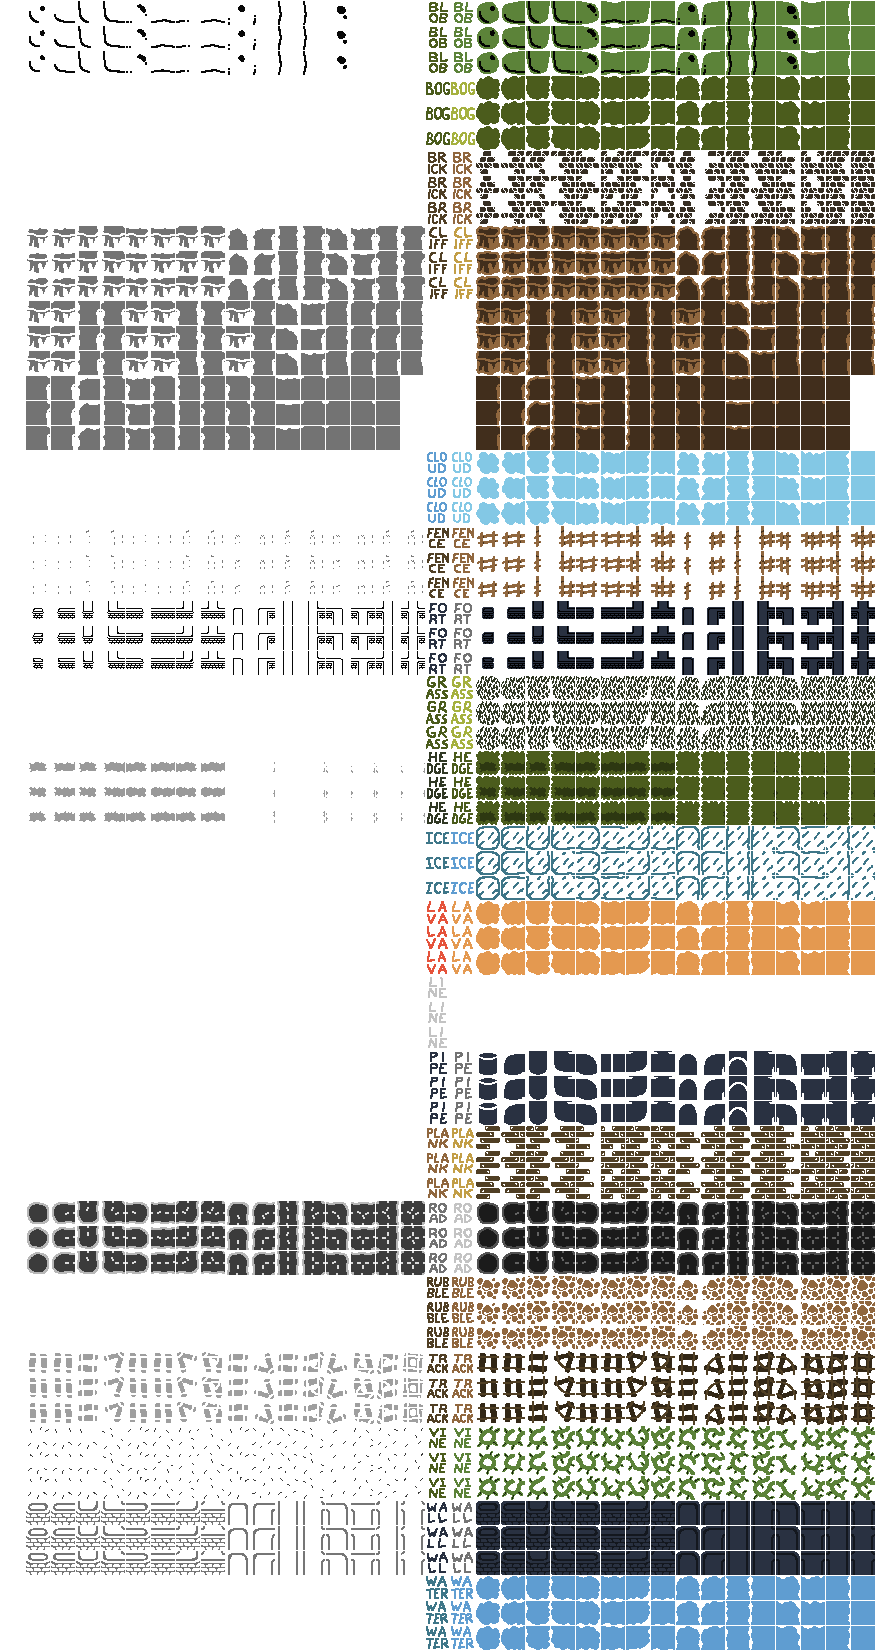 BL BL
OB OB
BL BL
OB OB
BL BL
OB OB
BOG BOG
BOG BOG
BOG BOG
BR BR
ICK ICK
BR BR
ICK ICK
BR BR
ICK ICK
CL CL
IFF IFF
CL CL
IFF IFF
CL CL
IFF IFF
CLO CLO
UD UD
CLO CLO
UD UD
CLO CLO
UD UD
FEN FEN
CE CE
FEN FEN
CE CE
FEN FEN
CE CE
FO FO
RT RT
FO FO
RT RT
FO FO
RT RT
GR GR
ASS ASS
GR GR
ASS ASS
GR GR
ASS ASS
HE HE
DGE DGE
HE HE
DGE DGE
HE HE
DGE DGE
ICE ICE
ICE ICE
ICE ICE
LA LA
VA VA
LA LA
VA VA
LA LA
VA VA
LI
NE
LI
NE
LI
NE
PI PI
PE PE
PI PI
PE PE
PI PI
PE PE
PLA PLA
NK NK
PLA PLA
NK NK
PLA PLA
NK NK
RO RO
AD AD
RO RO
AD AD
RO RO
AD AD
RUB RUB
BLE BLE
RUB RUB
BLE BLE
RUB RUB
BLE BLE
TR TR
ACK ACK
TR TR
ACK ACK
TR TR
ACK ACK
VI VI
NE NE
VI VI
NE NE
VI VI
NE NE
WA WA
LL LL
WA WA
LL LL
WA WA
LL LL
WA WA
TER TER
WA WA
TER TER
WA WA
TER TER